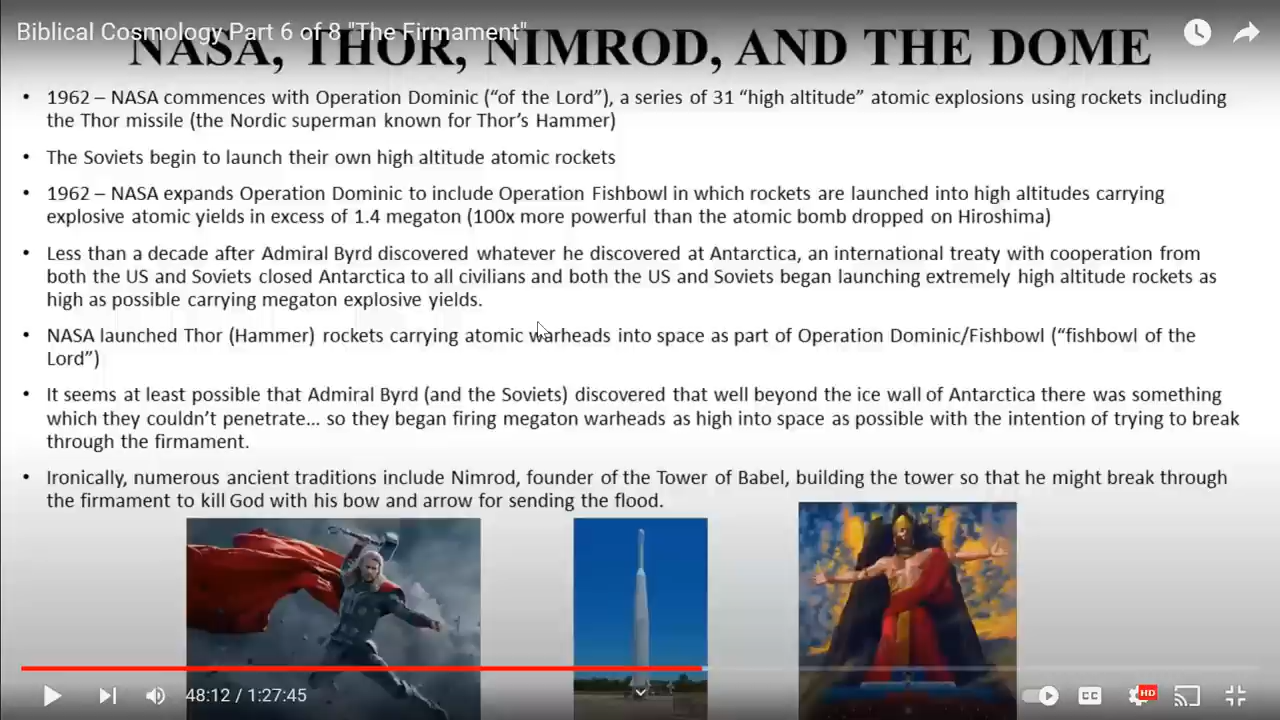 Biblical Cosmology Part 6 of 8 "The Firmament"
NASA, THOR, NIMROD, AND THE DOME
• 1962 – NASA commences with Operation Dominic (“of the Lord”), a series of 31 “high altitude” atomic explosions using rockets including
the Thor missile (the Nordic superman known for Thor’s Hammer)
• The Soviets begin to launch their own high altitude atomic rockets
• 1962 – NASA expands Operation Dominic to include Operation Fishbowl in which rockets are launched into high altitudes carrying
explosive atomic yields in excess of 1.4 megaton (100x more powerful than the atomic bomb dropped on Hiroshima)
• Less than a decade after Admiral Byrd discovered whatever he discovered at Antarctica, an international treaty with cooperation from
both the US and Soviets closed Antarctica to all civilians and both the US and Soviets began launching extremely high altitude rockets as
high as possible carrying megaton explosive yields.
• NASA launched Thor (Hammer) rockets carrying atomic warheads into space as part of Operation Dominic/Fishbowl (“fishbowl of the
Lord”)
• It seems at least possible that Admiral Byrd (and the Soviets) discovered that well beyond the ice wall of Antarctica there was something
which they couldn’t penetrate… so they began firing megaton warheads as high into space as possible with the intention of trying to break
through the firmament.
• Ironically, numerous ancient traditions include Nimrod, founder of the Tower of Babel, building the tower so that he might break through
the firmament to kill God with his bow and arrow for sending the flood.
48:12 / 1:27:45
CC
HD